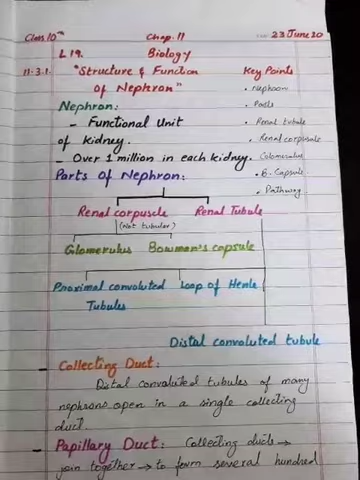 Class 10th Chap. 11 23 June 20
L 19. Biology
11.3.1. "Structure & Function of Nephron"
Key Points
Nephron:
- Functional Unit of kidney.
- Over 1 million in each kidney.
• Nephron
• Parts
• Renal tubule
• Renal corpuscle
Glomerulus
• B. Capsule
• Pathway
Parts of Nephron:
Renal corpuscle Renal Tubule
(Not tubular)
Glomerulus Bowman's capsule
Proximal convoluted Tubules Loop of Henle
Distal convoluted tubule
- Collecting Duct:
Distal convoluted tubules of many
nephrons open in a single collecting
duct.
- Papillary Duct: Collecting ducts →
join together → to form several hundred